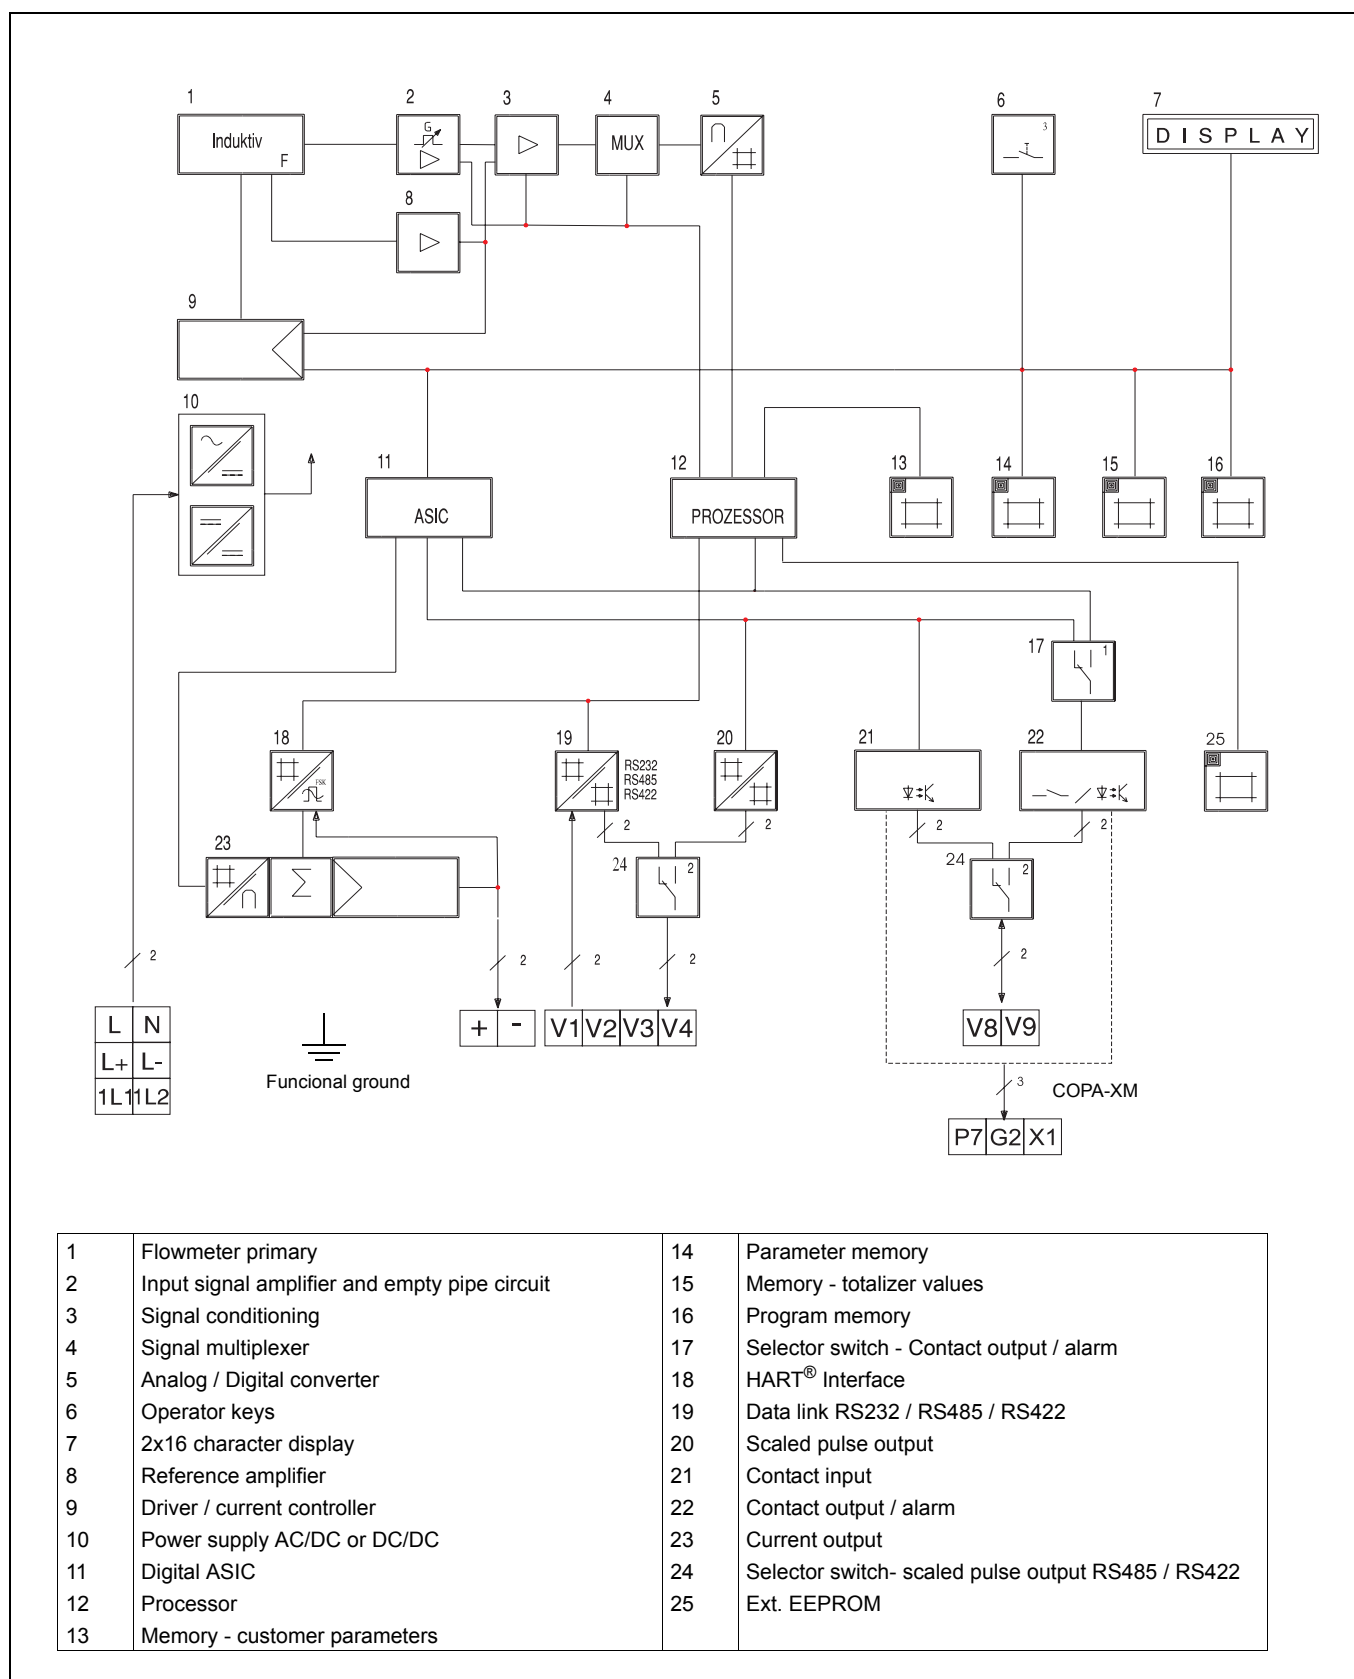 1
2
3
4
5
6
7
Induktiv
F
G
MUX
3
DISPLAY
8
9
10
11
12
13
14
15
16
ASIC
PROZESSOR
17
1
18
19
20
21
22
25
FSK
RS232
RS485
RS422
2
2
2
2
23
24
2
24
2
Σ
2
2
2
2
2
L N
L+ L-
1L1 1L2
+ -
V1 V2 V3 V4
V8 V9
Funcional ground
3
COPA-XM
P7 G2 X1
1 Flowmeter primary
2 Input signal amplifier and empty pipe circuit
3 Signal conditioning
4 Signal multiplexer
5 Analog / Digital converter
6 Operator keys
7 2x16 character display
8 Reference amplifier
9 Driver / current controller
10 Power supply AC/DC or DC/DC
11 Digital ASIC
12 Processor
13 Memory - customer parameters
14 Parameter memory
15 Memory - totalizer values
16 Program memory
17 Selector switch - Contact output / alarm
18 HART® Interface
19 Data link RS232 / RS485 / RS422
20 Scaled pulse output
21 Contact input
22 Contact output / alarm
23 Current output
24 Selector switch- scaled pulse output RS485 / RS422
25 Ext. EEPROM